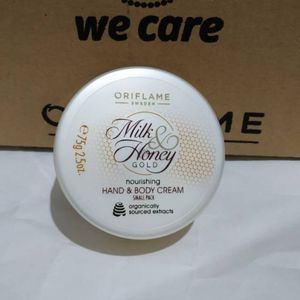 we care
ORIFLAME
SWEDEN
Milk &
Honey
GOLD
nourishing
HAND & BODY CREAM
SMALL PACK
organically
sourced extracts
℮75g 2.5oz.